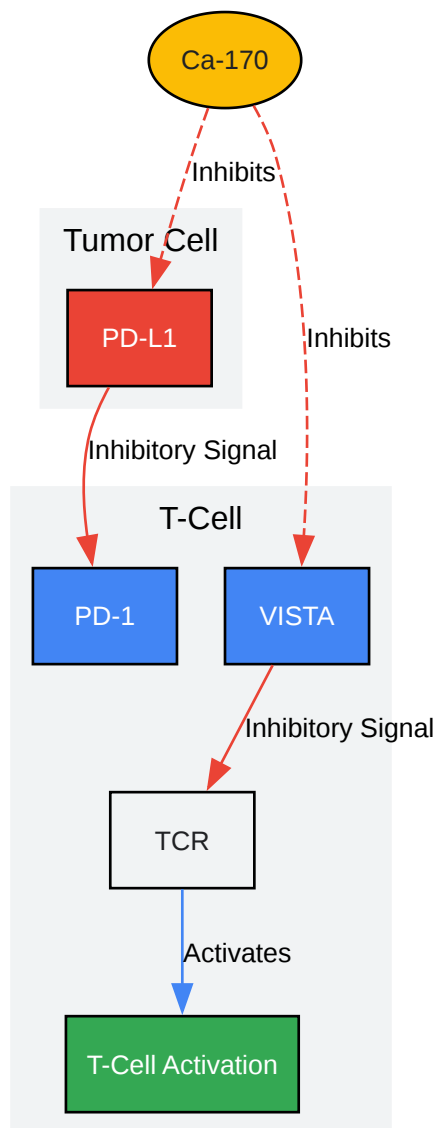 Ca-170
Inhibits
Tumor Cell
PD-L1
Inhibits
Inhibitory Signal
T-Cell
PD-1
VISTA
Inhibitory Signal
TCR
Activates
T-Cell Activation